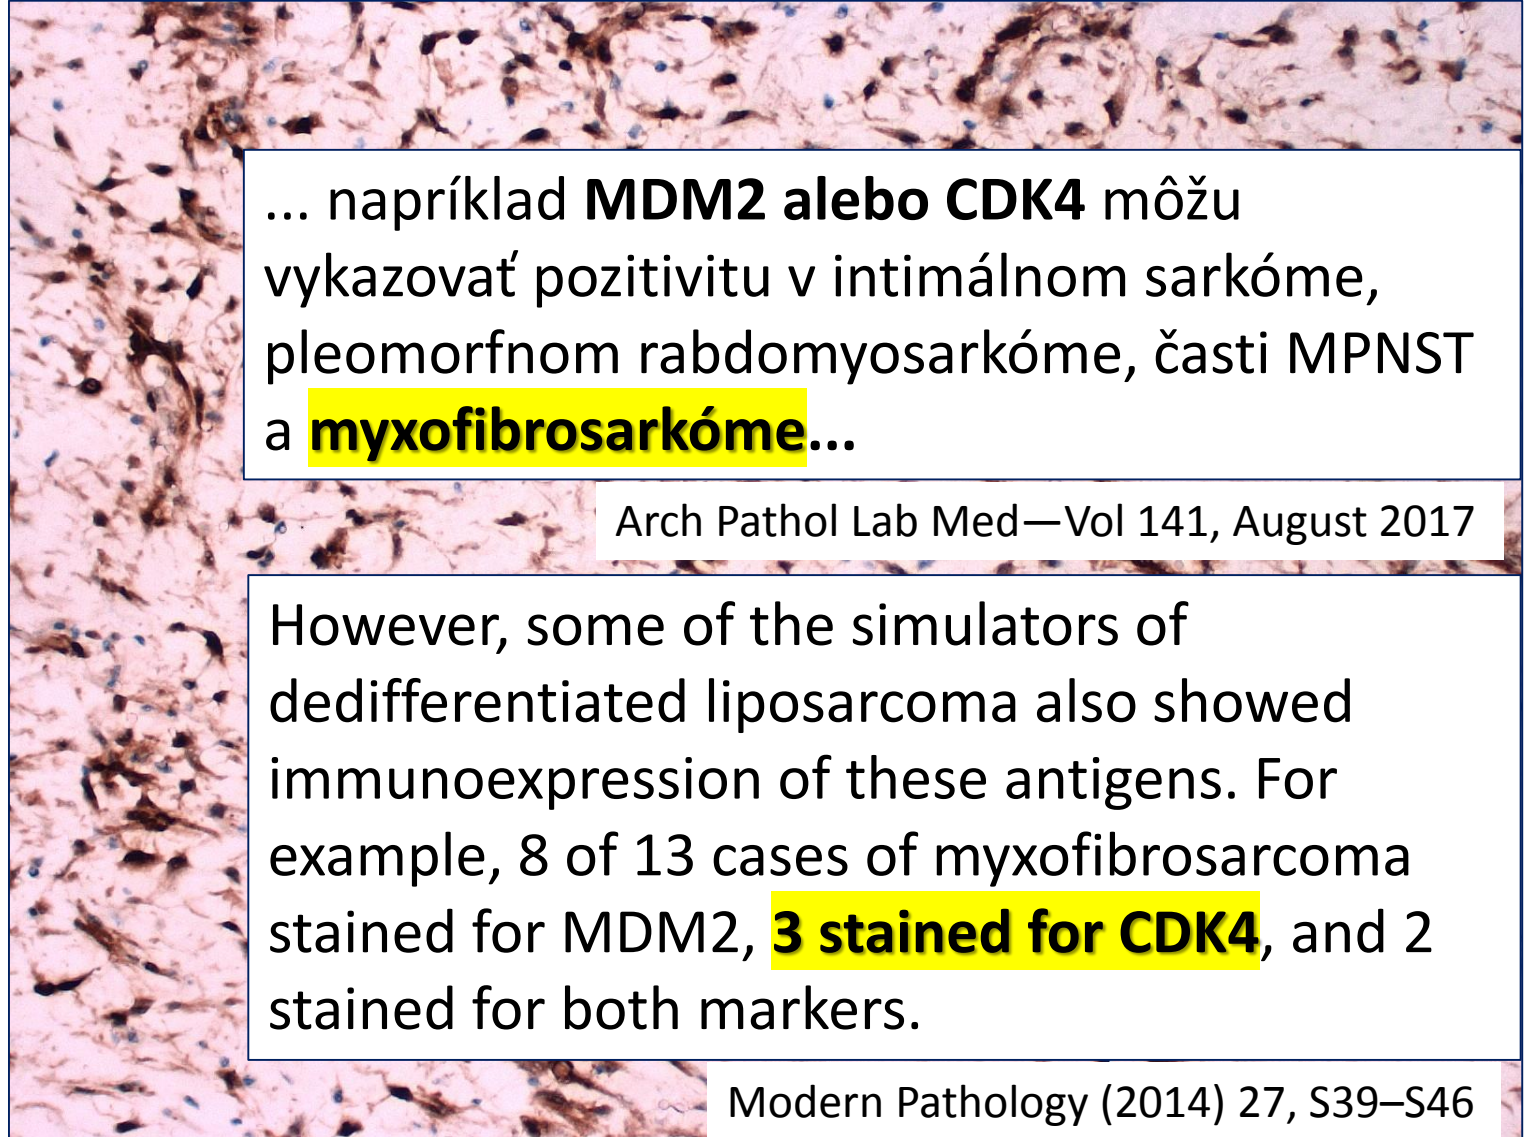 ... napríklad MDM2 alebo CDK4 môžu
vykazovať pozitivitu v intimálnom sarkóme,
pleomorfnom rabdomyosarkóme, časti MPNST
a myxofibrosarkóme...
Arch Pathol Lab Med—Vol 141, August 2017
However, some of the simulators of
dedifferentiated liposarcoma also showed
immunoexpression of these antigens. For
example, 8 of 13 cases of myxofibrosarcoma
stained for MDM2, 3 stained for CDK4, and 2
stained for both markers.
Modern Pathology (2014) 27, S39–S46